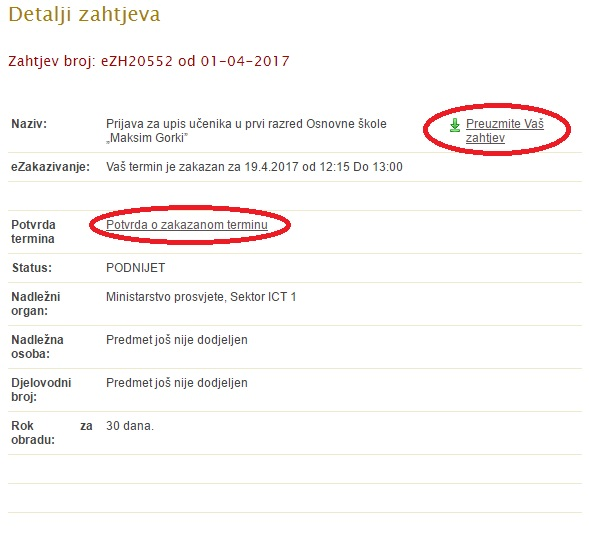 Detalji zahtjeva
Zahtjev broj: eZH20552 od 01-04-2017
Naziv: Prijava za upis učenika u prvi razred Osnovne škole „Maksim Gorki” Preuzmite Vaš zahtjev
eZakazivanje: Vaš termin je zakazan za 19.4.2017 od 12:15 Do 13:00
Potvrda termina Potvrda o zakazanom terminu
Status: PODNIJET
Nadležni organ: Ministarstvo prosvjete, Sektor ICT 1
Nadležna osoba: Predmet još nije dodjeljen
Djelovodni broj: Predmet još nije dodjeljen
Rok za obradu: 30 dana.